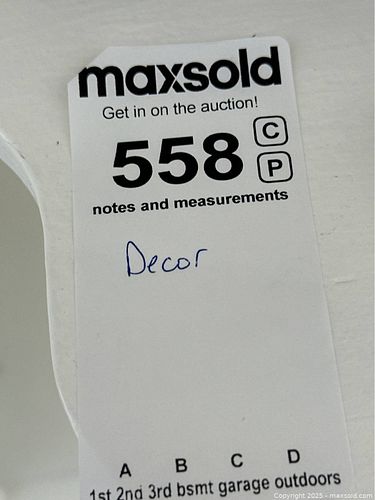 maxsold
Get in on the auction!
558 C
P
notes and measurements
Decor
A B C D
1st 2nd 3rd bsmt garage outdoors
Copyright 2025 - maxsold.com